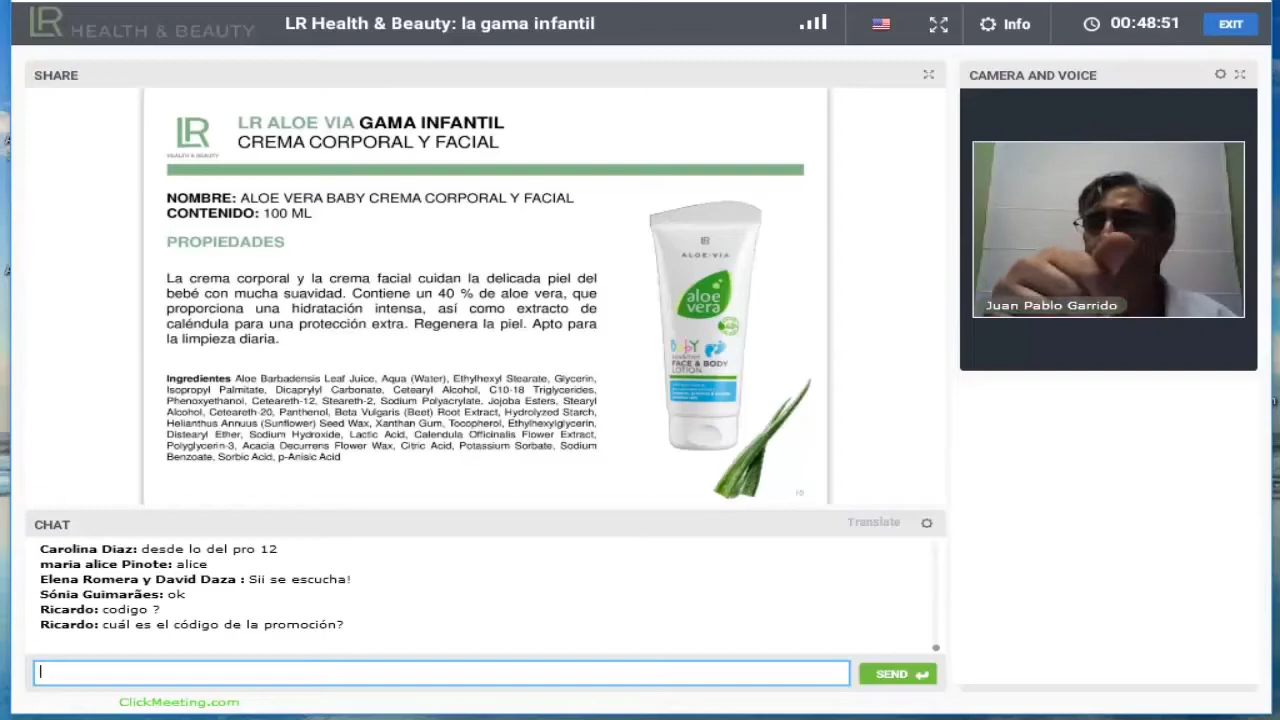 LR HEALTH & BEAUTY
LR Health & Beauty: la gama infantil
Info
00:48:51
EXIT
SHARE
LR
HEALTH & BEAUTY
LR ALOE VIA GAMA INFANTIL
CREMA CORPORAL Y FACIAL
NOMBRE: ALOE VERA BABY CREMA CORPORAL Y FACIAL
CONTENIDO: 100 ML
PROPIEDADES
La crema corporal y la crema facial cuidan la delicada piel del
bebé con mucha suavidad. Contiene un 40 % de aloe vera, que
proporciona una hidratación intensa, así como extracto de
caléndula para una protección extra. Regenera la piel. Apto para
la limpieza diaria.
Ingredientes Aloe Barbadensis Leaf Juice, Aqua (Water), Ethylhexyl Stearate, Glycerin,
Isopropyl Palmitate, Dicaprylyl Carbonate, Cetearyl Alcohol, C10-18 Triglycerides,
Phenoxyethanol, Ceteareth-12, Steareth-2, Sodium Polyacrylate, Jojoba Esters, Stearyl
Alcohol, Ceteareth-20, Panthenol, Beta Vulgaris (Beet) Root Extract, Hydrolyzed Starch,
Helianthus Annuus (Sunflower) Seed Wax, Xanthan Gum, Tocopherol, Ethylhexylglycerin,
Distearyl Ether, Sodium Hydroxide, Lactic Acid, Calendula Officinalis Flower Extract,
Polyglycerin-3, Acacia Decurrens Flower Wax, Citric Acid, Potassium Sorbate, Sodium
Benzoate, Sorbic Acid, p-Anisic Acid
LR
ALOE VIA
aloe
vera
Baby
SENSITIVE
FACE & BODY
LOTION
CAMERA AND VOICE
Juan Pablo Garrido
CHAT
Translate
Carolina Diaz: desde lo del pro 12
maria alice Pinote: alice
Elena Romera y David Daza : Sii se escucha!
Sónia Guimarães: ok
Ricardo: codigo ?
Ricardo: cuál es el código de la promoción?
SEND
ClickMeeting.com